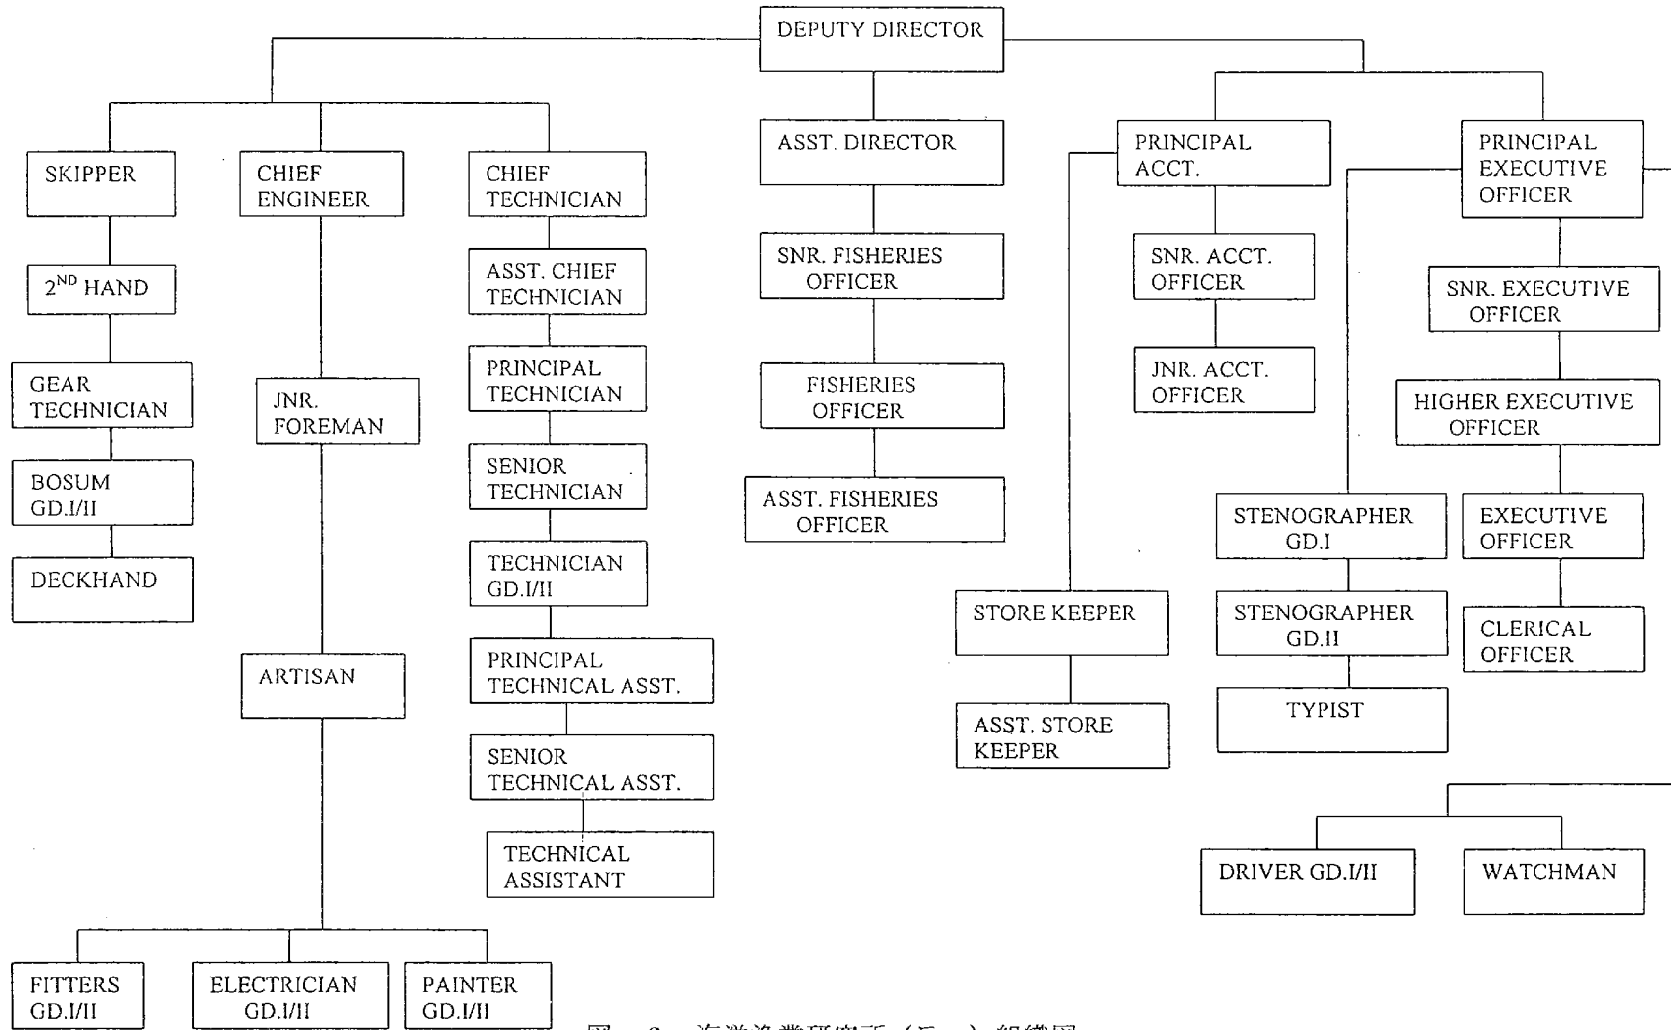 DEPUTY DIRECTOR
SKIPPER
2ND HAND
GEAR
TECHNICIAN
BOSUM
GD.I/II
DECKHAND
CHIEF
ENGINEER
JNR.
FOREMAN
ARTISAN
FITTERS
GD.I/II
ELECTRICIAN
GD.I/II
PAINTER
GD.I/II
CHIEF
TECHNICIAN
ASST. CHIEF
TECHNICIAN
PRINCIPAL
TECHNICIAN
SENIOR
TECHNICIAN
TECHNICIAN
GD.I/II
PRINCIPAL
TECHNICAL ASST.
SENIOR
TECHNICAL ASST.
TECHNICAL
ASSISTANT
ASST. DIRECTOR
SNR. FISHERIES
OFFICER
FISHERIES
OFFICER
ASST. FISHERIES
OFFICER
PRINCIPAL
ACCT.
SNR. ACCT.
OFFICER
JNR. ACCT.
OFFICER
STORE KEEPER
ASST. STORE
KEEPER
PRINCIPAL
EXECUTIVE
OFFICER
SNR. EXECUTIVE
OFFICER
HIGHER EXECUTIVE
OFFICER
EXECUTIVE
OFFICER
CLERICAL
OFFICER
STENOGRAPHER
GD.I
STENOGRAPHER
GD.II
TYPIST
DRIVER GD.I/II
WATCHMAN